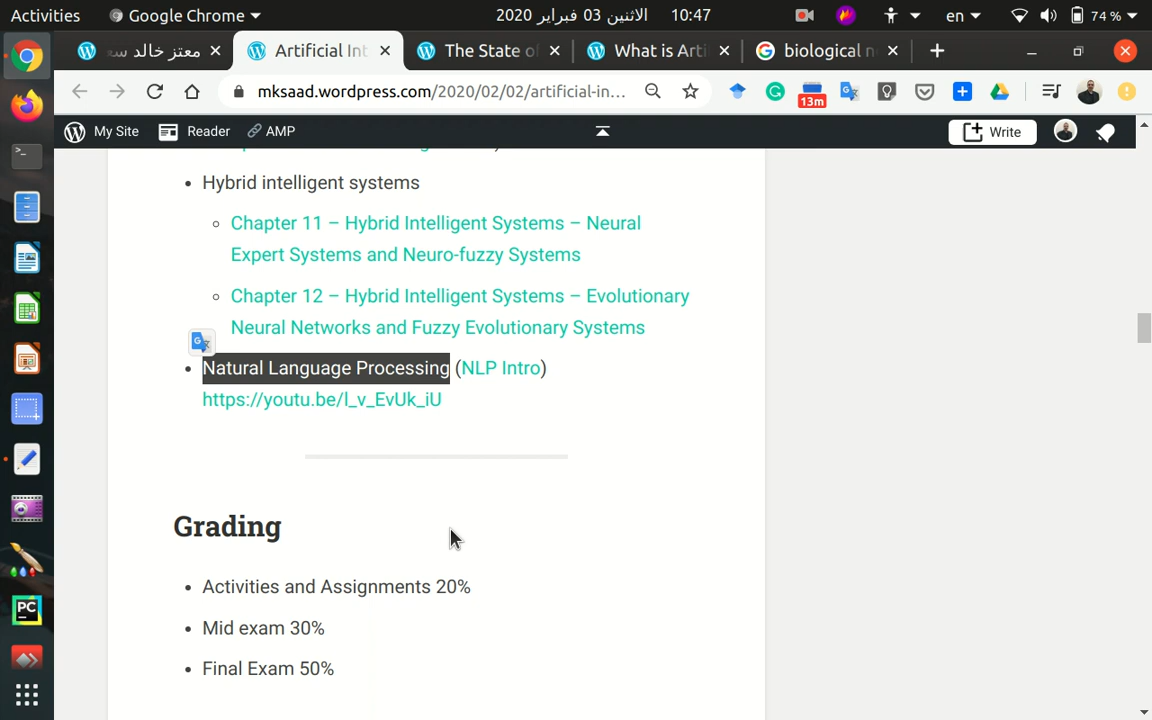 Activities
Google Chrome
الاثنين 03 فبراير 2020
10:47
en
74 %
معتز خالد سع
Artificial Int
The State o
What is Arti
biological n
mksaad.wordpress.com/2020/02/02/artificial-in...
13m
My Site
Reader
AMP
Write
Hybrid intelligent systems
Chapter 11 – Hybrid Intelligent Systems – Neural
Expert Systems and Neuro-fuzzy Systems
Chapter 12 – Hybrid Intelligent Systems – Evolutionary
Neural Networks and Fuzzy Evolutionary Systems
Natural Language Processing (NLP Intro)
https://youtu.be/l_v_EvUk_iU
Grading
Activities and Assignments 20%
Mid exam 30%
Final Exam 50%
PC